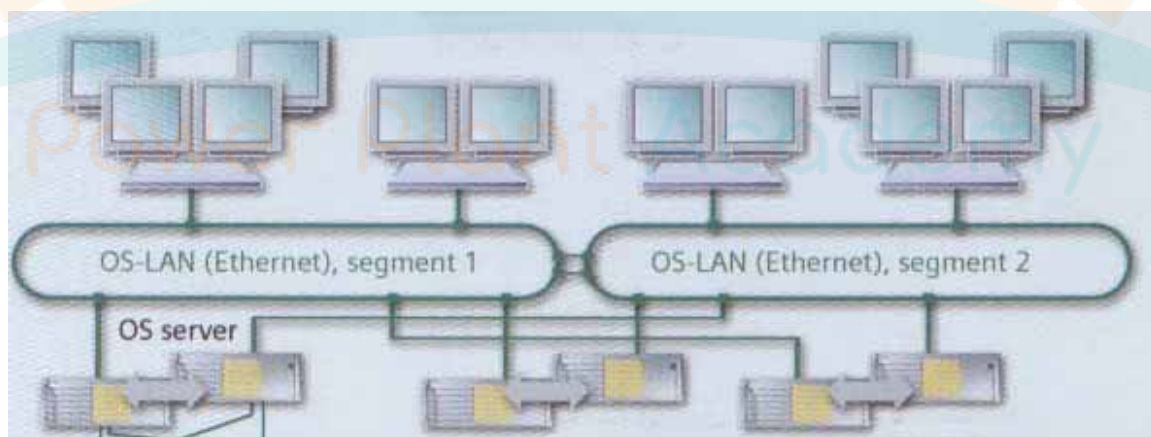 Power Plant Academy
OS-LAN (Ethernet), segment 1
OS-LAN (Ethernet), segment 2
OS server